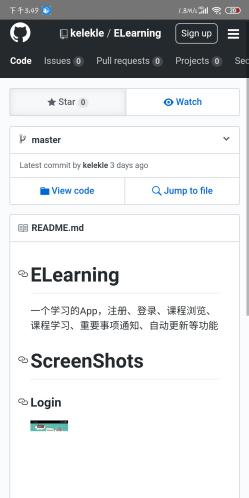 下午3:49
1.8M/s
kelekle / ELearning
Sign up
Code
Issues 0
Pull requests 0
Projects 0
Sec
Star 0
Watch
master
Latest commit by kelekle 3 days ago
View code
Jump to file
README.md
ELearning
一个学习的App，注册、登录、课程浏览、
课程学习、重要事项通知、自动更新等功能
ScreenShots
Login